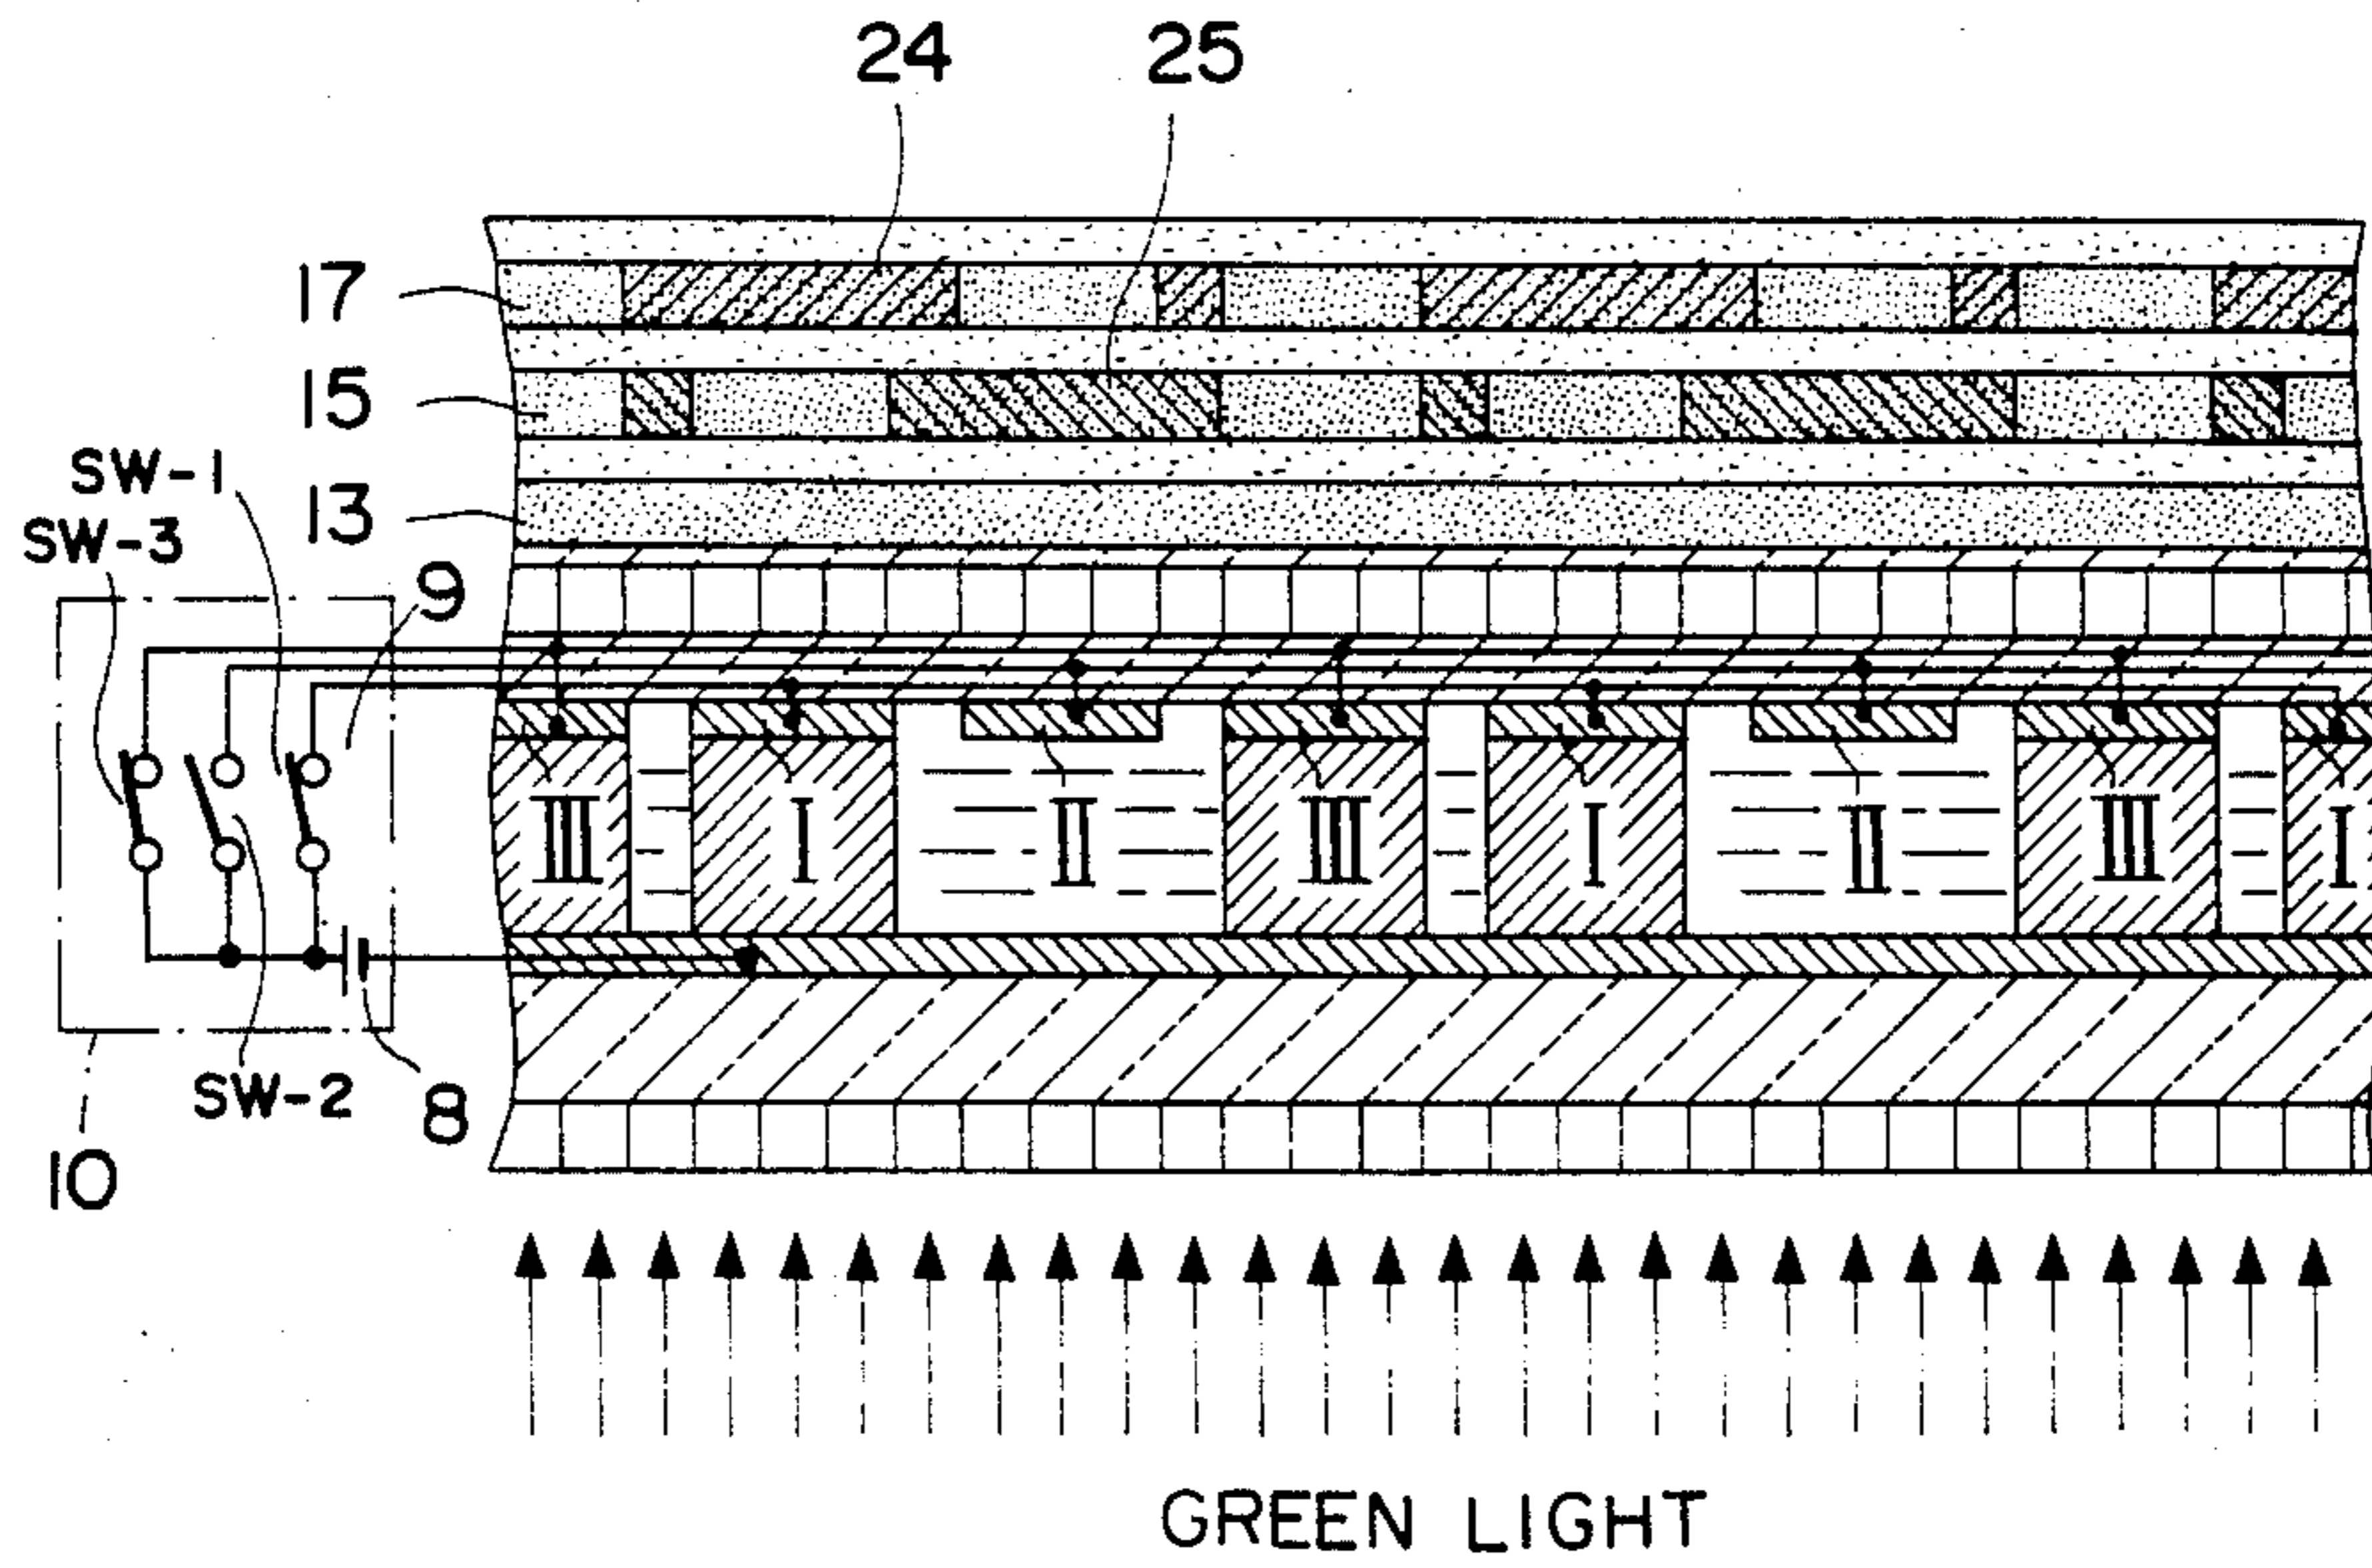 24 25
17
15
SW-1
13
SW-3
9
III I II III I II III I
SW-2
8
10
GREEN LIGHT